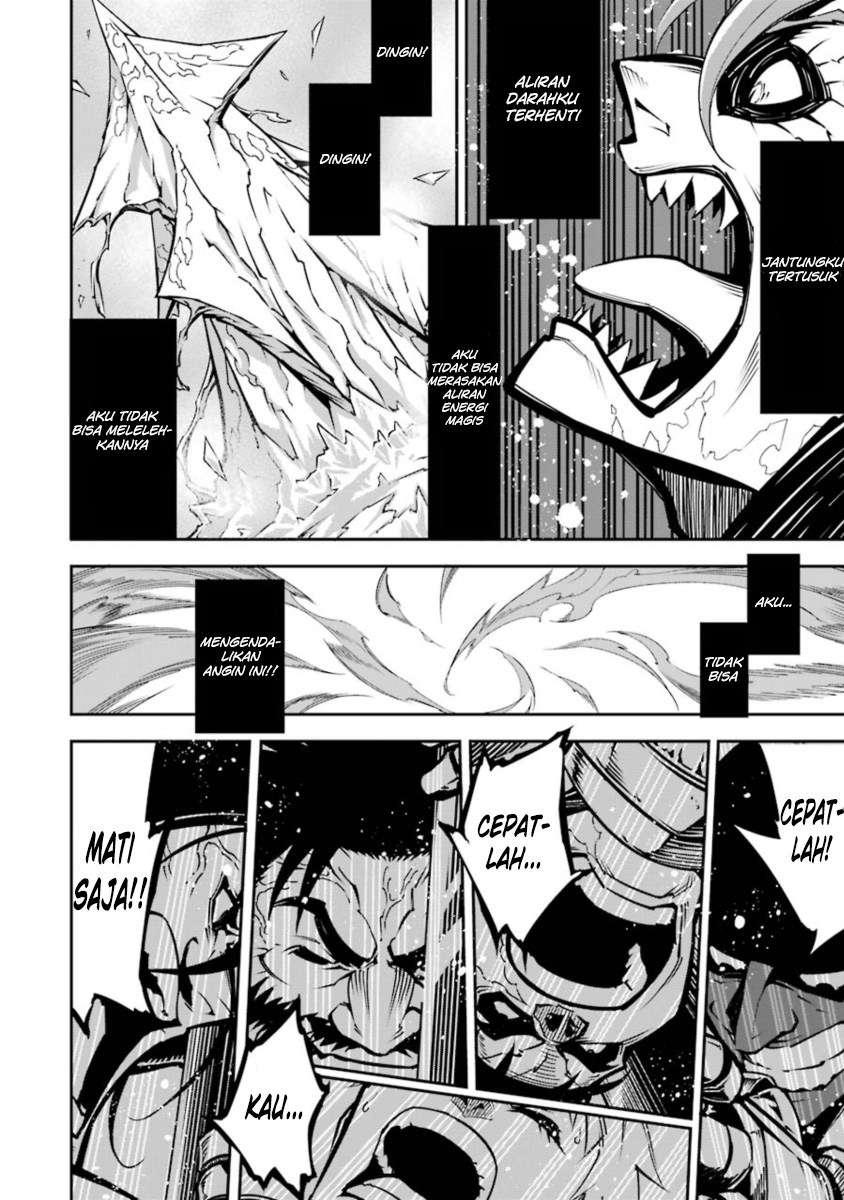 JANTUNGKU
TERTUSUK
ALIRAN
DARAHKU
TERHENTI
AKU
TIDAK BISA
MERASAKAN
ALIRAN
ENERGI
MAGIS
DINGIN!
DINGIN!
AKU TIDAK
BISA MELELEH-
KANNYA
AKU...
TIDAK
BISA
MENGENDA-
LIKAN
ANGIN INI!!
CEPAT-
LAH!
CEPAT-
LAH...
KAU...
MATI
SAJA!!